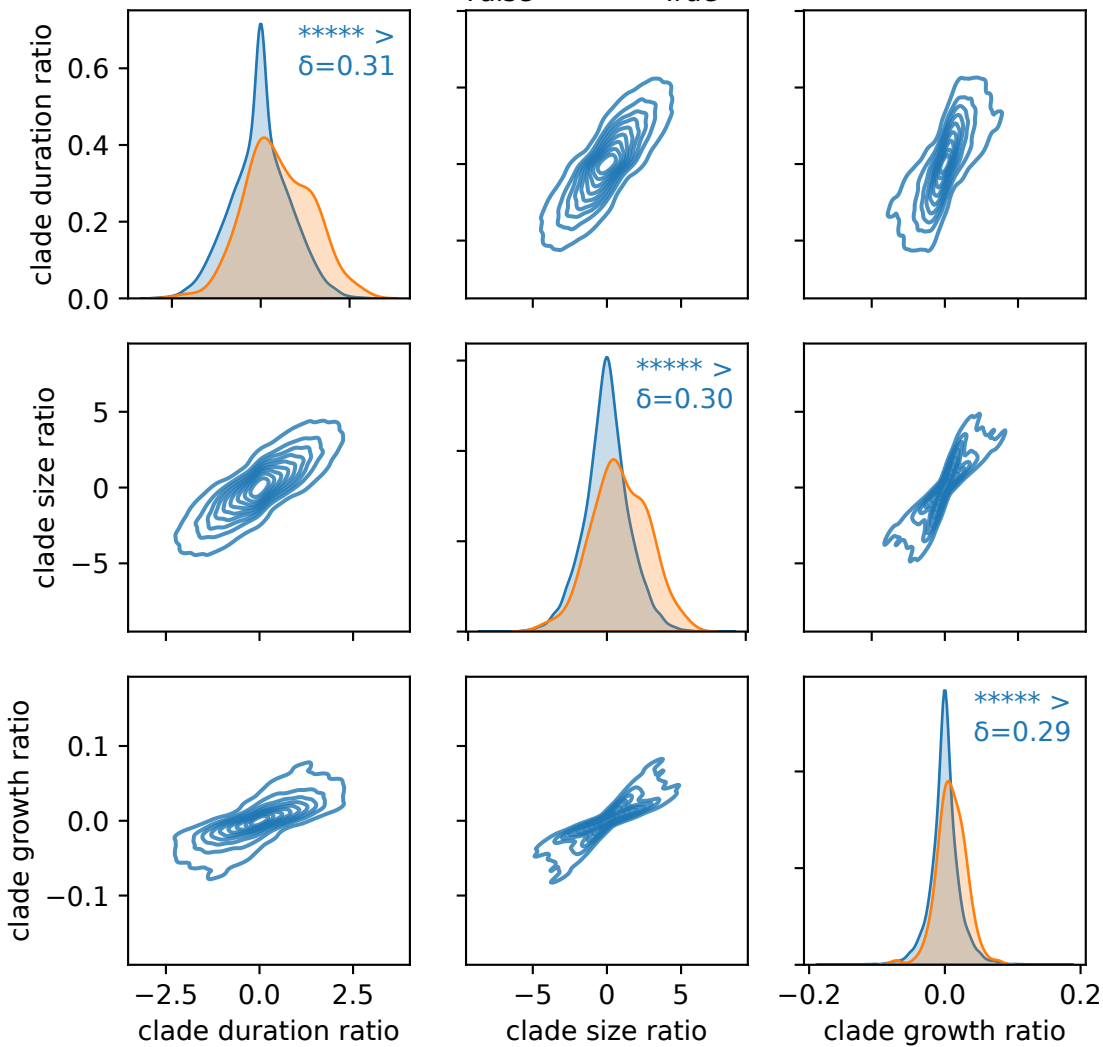 0.6
0.4
0.2
0.0
clade duration ratio
***** >
δ=0.31
5
0
−5
clade size ratio
***** >
δ=0.30
0.1
0.0
−0.1
clade growth ratio
***** >
δ=0.29
−2.5 0.0 2.5
−5 0 5
−0.2 0.0 0.2
clade duration ratio
clade size ratio
clade growth ratio